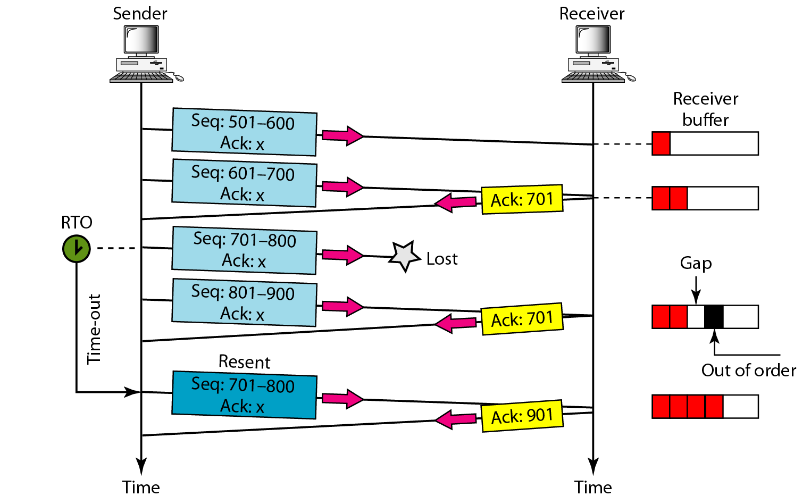 Sender
Receiver
Receiver
buffer
Seq: 501–600
Ack: x
Seq: 601–700
Ack: x
Ack: 701
RTO
Seq: 701–800
Ack: x
Lost
Gap
Time-out
Seq: 801–900
Ack: x
Ack: 701
Out of order
Resent
Seq: 701–800
Ack: x
Ack: 901
Time
Time